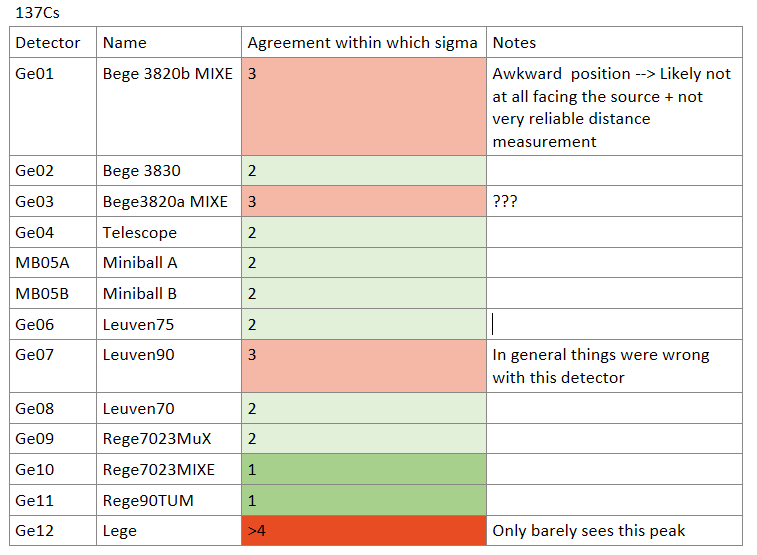 137Cs
Detector Name Agreement within which sigma Notes
Ge01 Bege 3820b MIXE 3 Awkward position --> Likely not
at all facing the source + not
very reliable distance
measurement
Ge02 Bege 3830 2
Ge03 Bege3820a MIXE 3 ???
Ge04 Telescope 2
MB05A Miniball A 2
MB05B Miniball B 2
Ge06 Leuven75 2
Ge07 Leuven90 3 In general things were wrong
with this detector
Ge08 Leuven70 2
Ge09 Rege7023MuX 2
Ge10 Rege7023MIXE 1
Ge11 Rege90TUM 1
Ge12 Lege >4 Only barely sees this peak